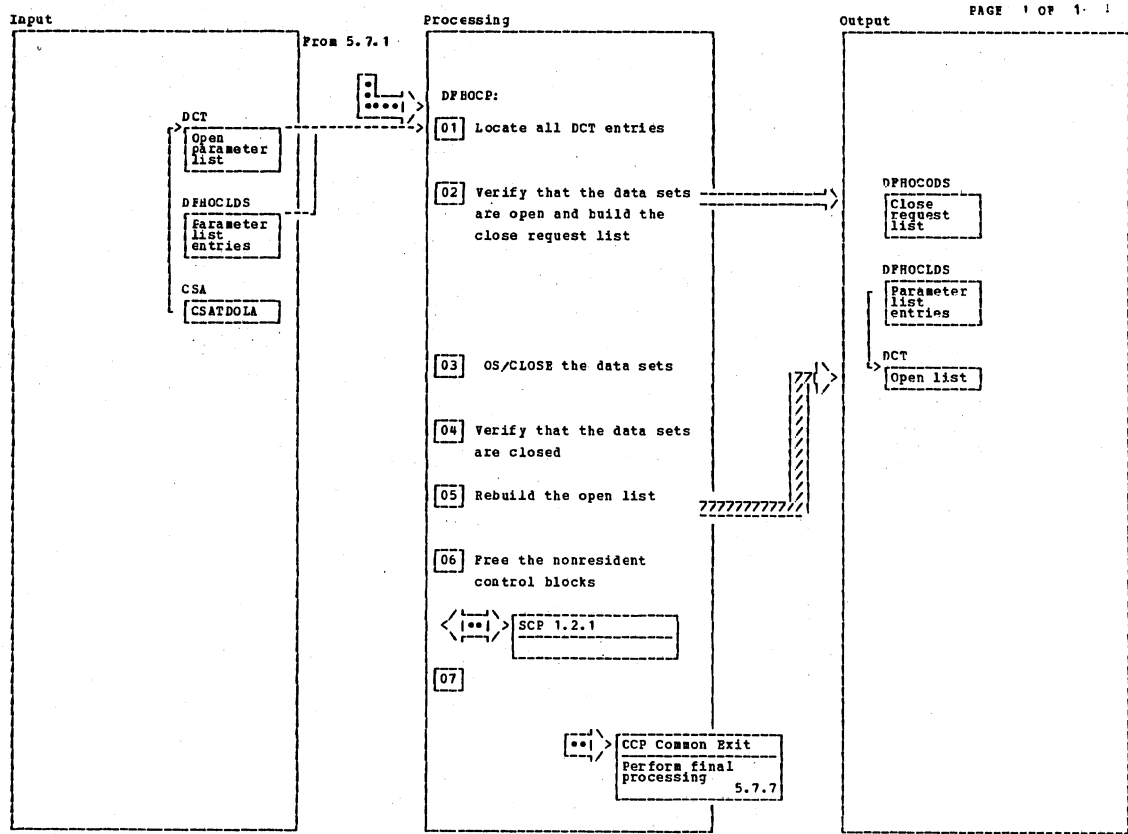 PAGE 1 OF 1
Input
Processing
Output
From 5.7.1
DCT
Open
parameter
list
DFHOCLDS
Parameter
list
entries
CSA
CSATDOLA
DFHOCP:
01 Locate all DCT entries
02 Verify that the data sets
are open and build the
close request list
03 OS/CLOSE the data sets
04 Verify that the data sets
are closed
05 Rebuild the open list
06 Free the nonresident
control blocks
SCP 1.2.1
07
CCP Common Exit
Perform final
processing
5.7.7
DFHOCODS
Close
request
list
DFHOCLDS
Parameter
list
entries
DCT
Open list